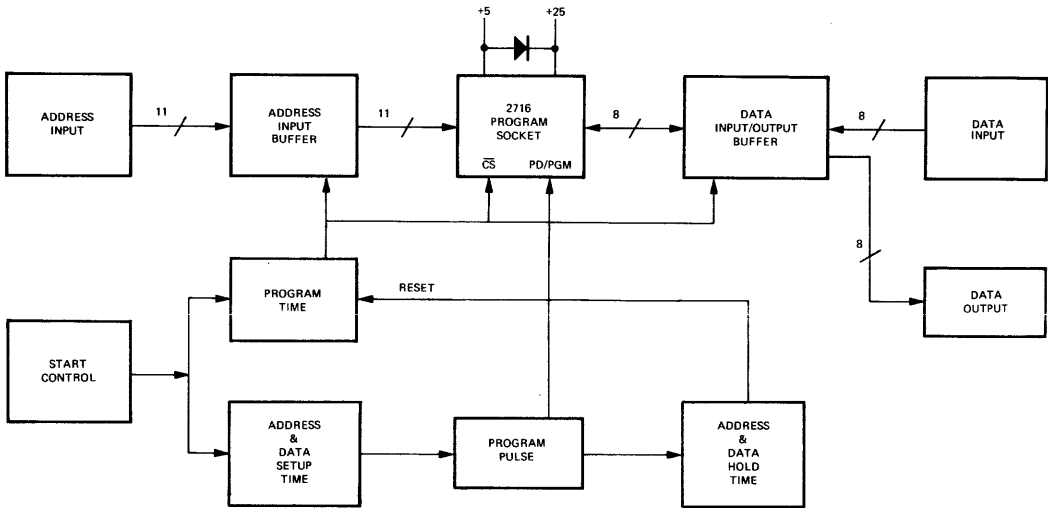 +5
+25
ADDRESS
INPUT
11
ADDRESS
INPUT
BUFFER
11
2716
PROGRAM
SOCKET
CS PD/PGM
8
DATA
INPUT/OUTPUT
BUFFER
8
DATA
INPUT
8
DATA
OUTPUT
PROGRAM
TIME
RESET
START
CONTROL
ADDRESS
&
DATA
SETUP
TIME
PROGRAM
PULSE
ADDRESS
&
DATA
HOLD
TIME